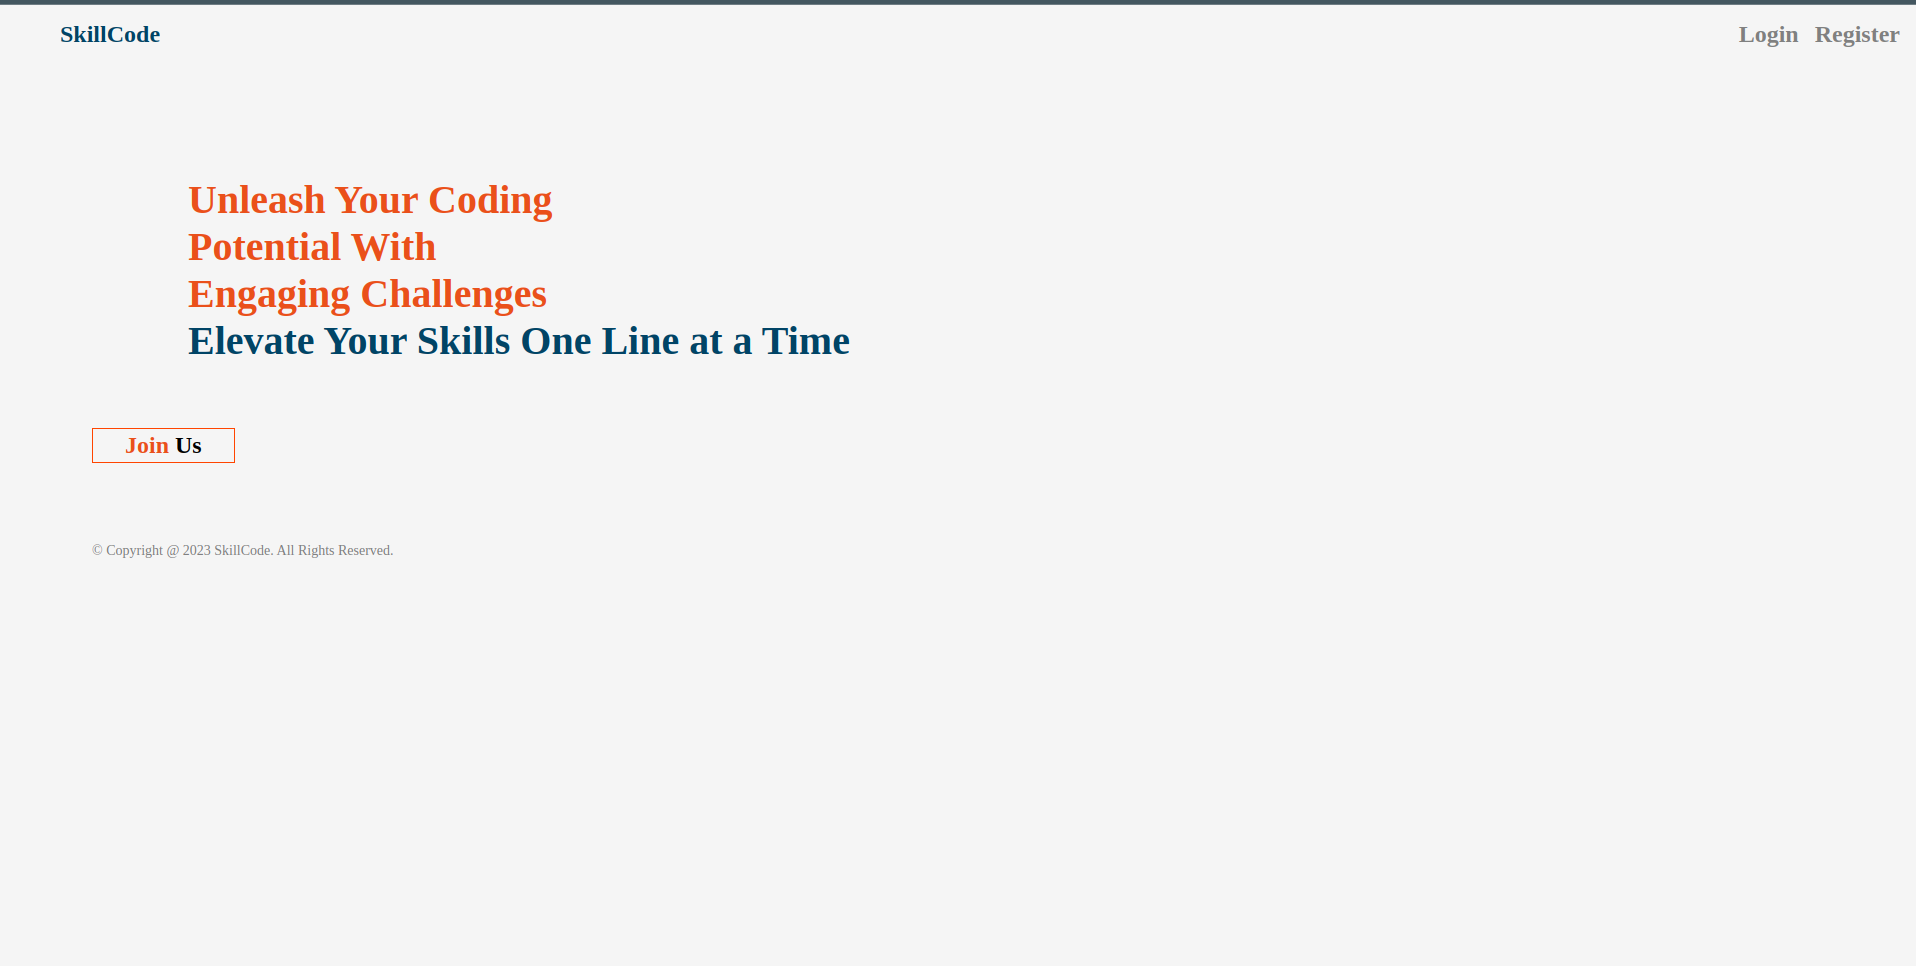 SkillCode
Login Register
Unleash Your Coding
Potential With
Engaging Challenges
Elevate Your Skills One Line at a Time
Join Us
© Copyright @ 2023 SkillCode. All Rights Reserved.